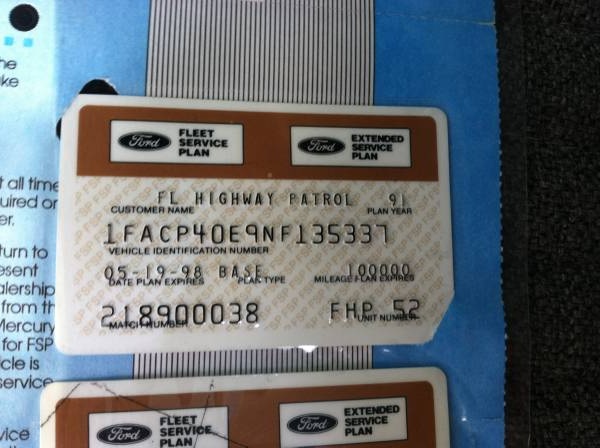 he
ke
t all time
uired or
er.
turn to
esent
alership
from th
Mercury
for FSP
cle is
service
vice
Ford FLEET SERVICE PLAN
Ford EXTENDED SERVICE PLAN
FL HIGHWAY PATROL 91
CUSTOMER NAME PLAN YEAR
1FACP40E9NF135337
VEHICLE IDENTIFICATION NUMBER
05-19-98 BASE 100000
DATE PLAN EXPIRES PLAN TYPE MILEAGE PLAN EXPIRES
218900038 FHP 52
MATCH NUMBER UNIT NUMBER
Ford FLEET SERVICE PLAN
Ford EXTENDED SERVICE PLAN